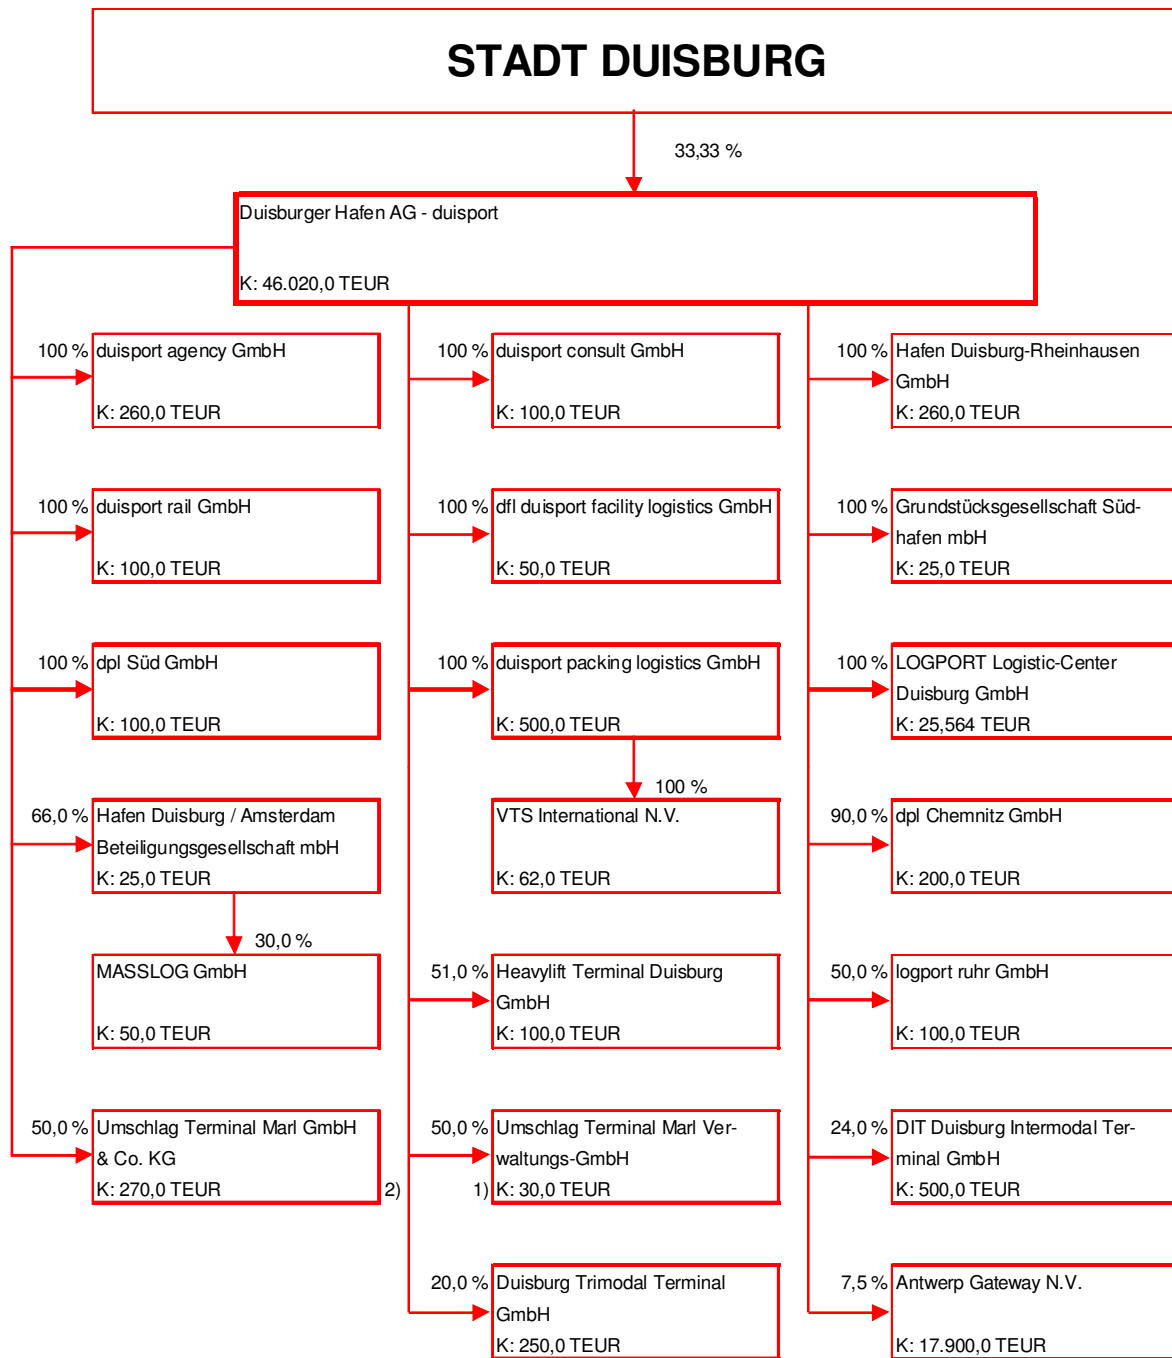 STADT DUISBURG
33,33 %
Duisburger Hafen AG - duisport
K: 46.020,0 TEUR
100 %
duisport agency GmbH
K: 260,0 TEUR
100 %
duisport consult GmbH
K: 100,0 TEUR
100 %
Hafen Duisburg-Rheinhausen
GmbH
K: 260,0 TEUR
100 %
duisport rail GmbH
K: 100,0 TEUR
100 %
dfl duisport facility logistics GmbH
K: 50,0 TEUR
100 %
Grundstücksgesellschaft Süd-
hafen mbH
K: 25,0 TEUR
100 %
dpl Süd GmbH
K: 100,0 TEUR
100 %
duisport packing logistics GmbH
K: 500,0 TEUR
100 %
LOGPORT Logistic-Center
Duisburg GmbH
K: 25,564 TEUR
66,0 %
Hafen Duisburg / Amsterdam
Beteiligungsgesellschaft mbH
K: 25,0 TEUR
100 %
VTS International N.V.
K: 62,0 TEUR
90,0 %
dpl Chemnitz GmbH
K: 200,0 TEUR
30,0 %
MASSLOG GmbH
K: 50,0 TEUR
51,0 %
Heavylift Terminal Duisburg
GmbH
K: 100,0 TEUR
50,0 %
logport ruhr GmbH
K: 100,0 TEUR
50,0 %
Umschlag Terminal Marl GmbH
& Co. KG
K: 270,0 TEUR
2)
50,0 %
Umschlag Terminal Marl Ver-
waltungs-GmbH
1)
K: 30,0 TEUR
24,0 %
DIT Duisburg Intermodal Ter-
minal GmbH
K: 500,0 TEUR
20,0 %
Duisburg Trimodal Terminal
GmbH
K: 250,0 TEUR
7,5 %
Antwerp Gateway N.V.
K: 17.900,0 TEUR